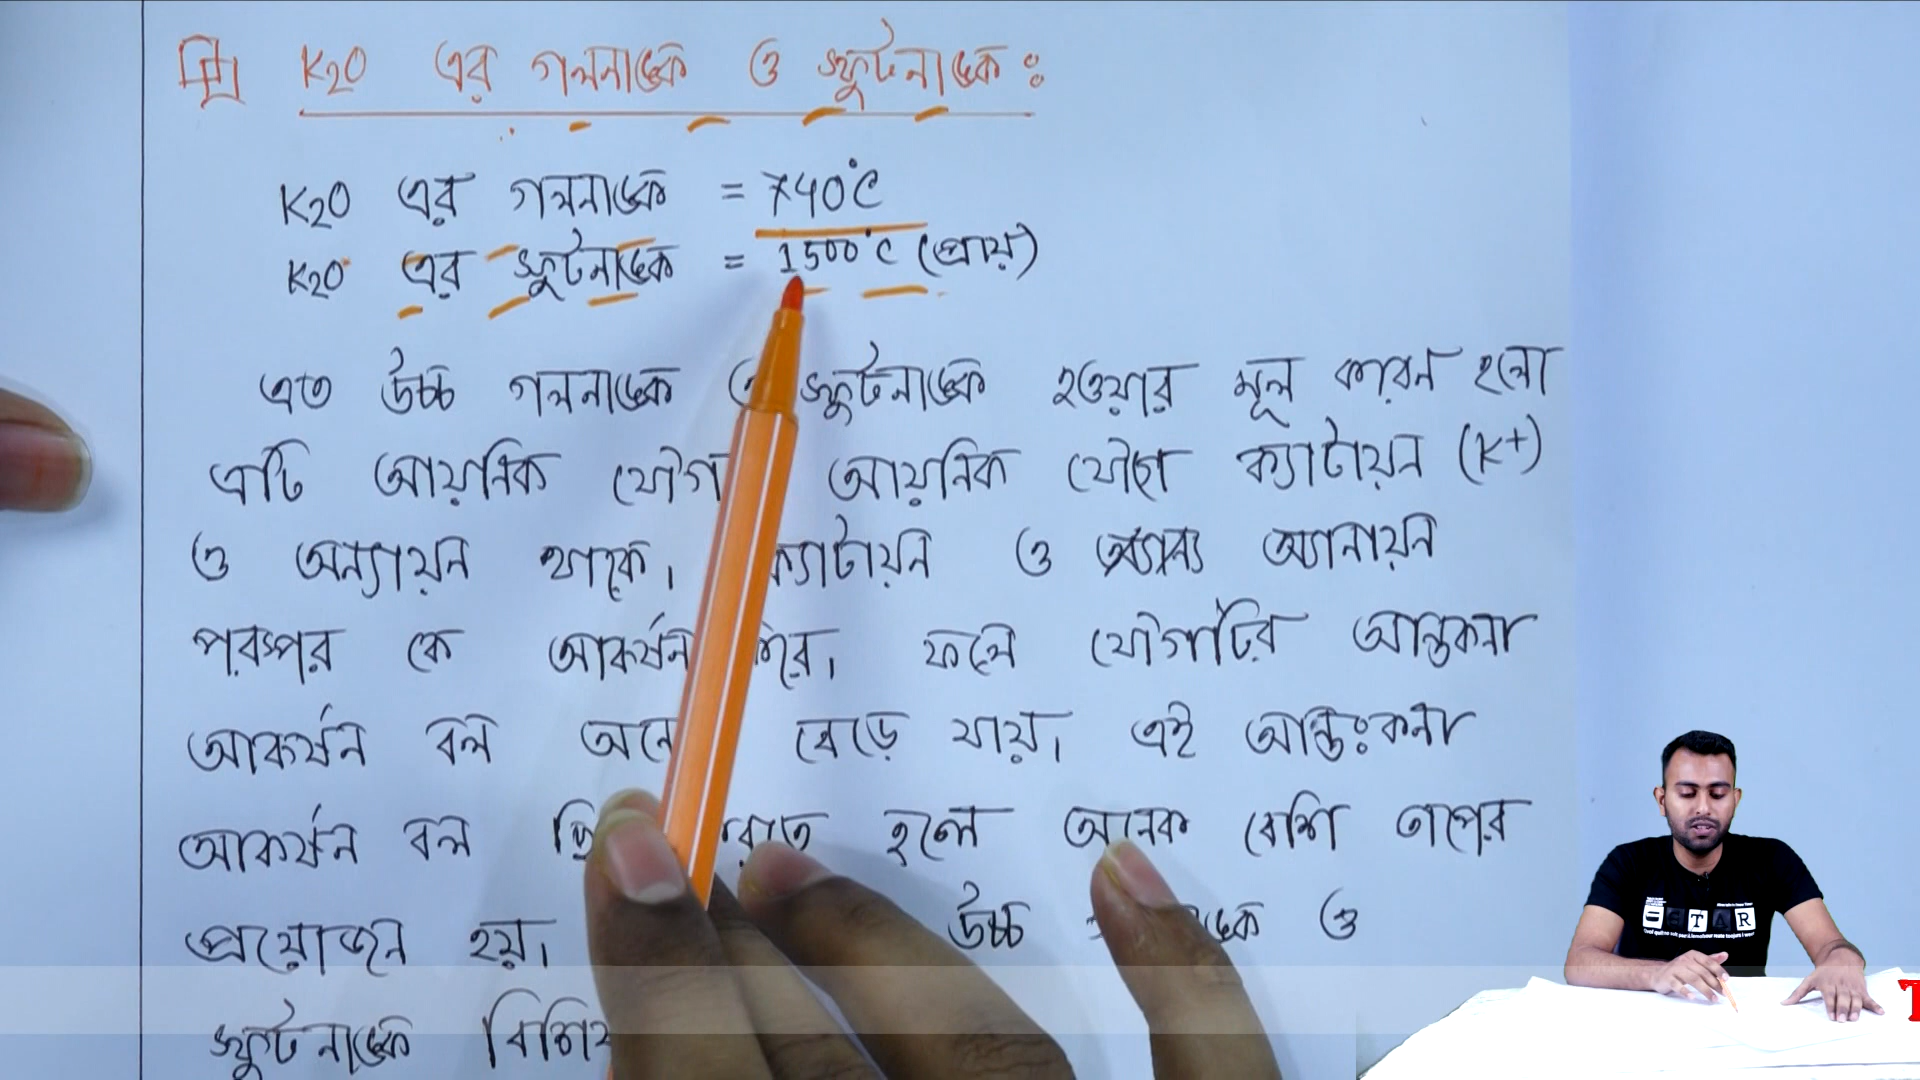 K₂O এর গলনাঙ্ক ও স্ফুটনাঙ্ক:
K₂O এর গলনাঙ্ক = 740°C
K₂O এর স্ফুটনাঙ্ক = 1500°C (প্রায়)
এত উচ্চ গলনাঙ্ক ও স্ফুটনাঙ্ক হওয়ার মূল কারন হলো
এটি আয়নিক যৌগ আয়নিক যৌগে ক্যাটায়ন (K+)
ও অন্যায়ন থাকে। ক্যাটায়ন ও অ্যানায়ন
পরস্পর কে আকর্ষন করে। ফলে যৌগটির আন্তকনা
আকর্ষন বল বেড়ে যায়। এই আন্তঃকনা
আকর্ষন বল হলে অনেক বেশি তাপের
প্রয়োজন হয়। উচ্চ ও
স্ফুটনাঙ্ক
STAR